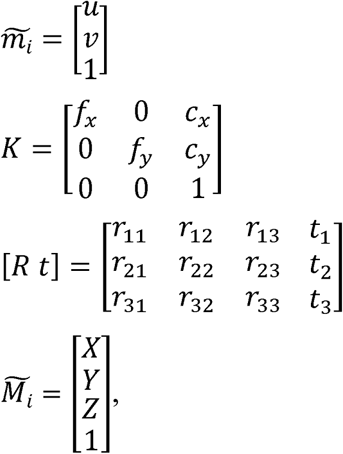 m̃ᵢ = [u
v
1]
K = [fₓ 0 cₓ
0 f_y c_y
0 0 1]
[R t] = [r₁₁ r₁₂ r₁₃ t₁
r₂₁ r₂₂ r₂₃ t₂
r₃₁ r₃₂ r₃₃ t₃]
M̃ᵢ = [X
Y
Z
1],